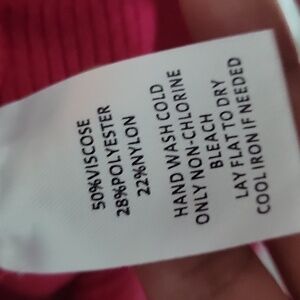 50%VISCOSE
28%POLYESTER
22%NYLON
HAND WASH COLD
ONLY NON-CHLORINE
BLEACH
LAY FLAT TO DRY
COOL IRON IF NEEDED